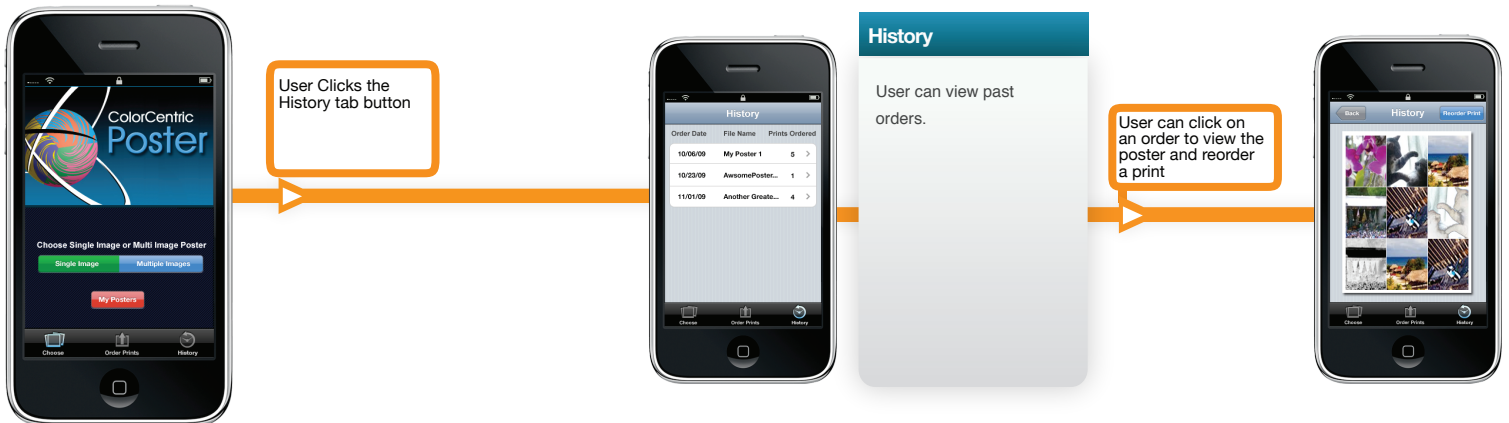 ColorCentric
Poster
Choose Single Image or Multi Image Poster
Single Image
Multiple Images
My Posters
Choose
Order Prints
History
User Clicks the
History tab button
History
Order Date File Name Prints Ordered
10/06/09 My Poster 1 5
10/23/09 AwsomePoster... 1
11/01/09 Another Greate... 4
Choose
Order Prints
History
History
User can view past
orders.
User can click on
an order to view the
poster and reorder
a print
Back
History
Reorder Print
Choose
Order Prints
History